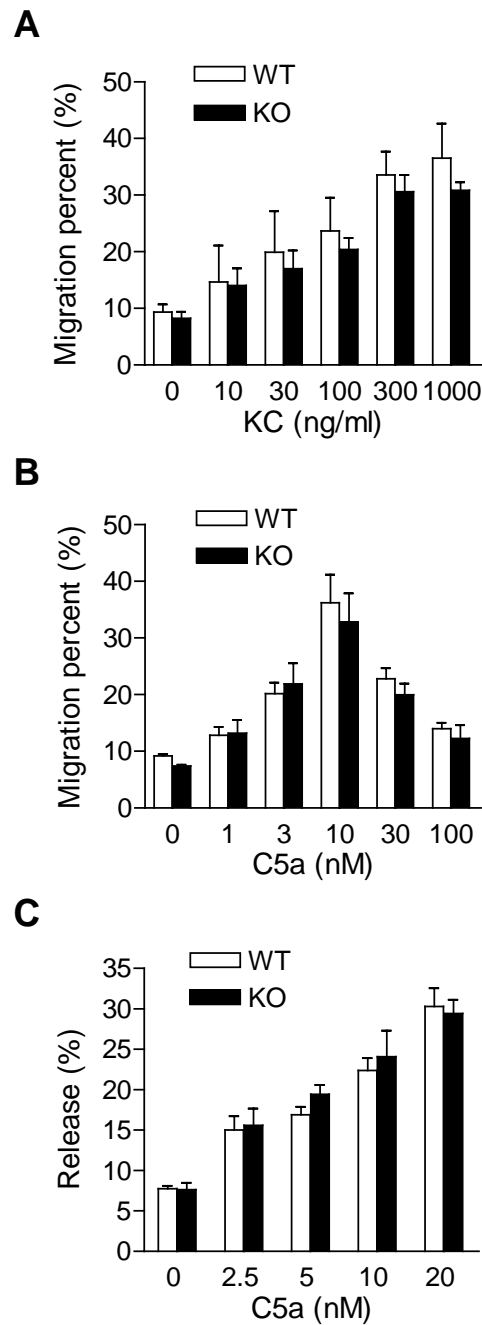 A
WT
KO
Migration percent (%)
50
40
30
20
10
0
0 10 30 100 300 1000
KC (ng/ml)
B
WT
KO
Migration percent (%)
50
40
30
20
10
0
0 1 3 10 30 100
C5a (nM)
C
WT
KO
Release (%)
35
30
25
20
15
10
5
0
0 2.5 5 10 20
C5a (nM)